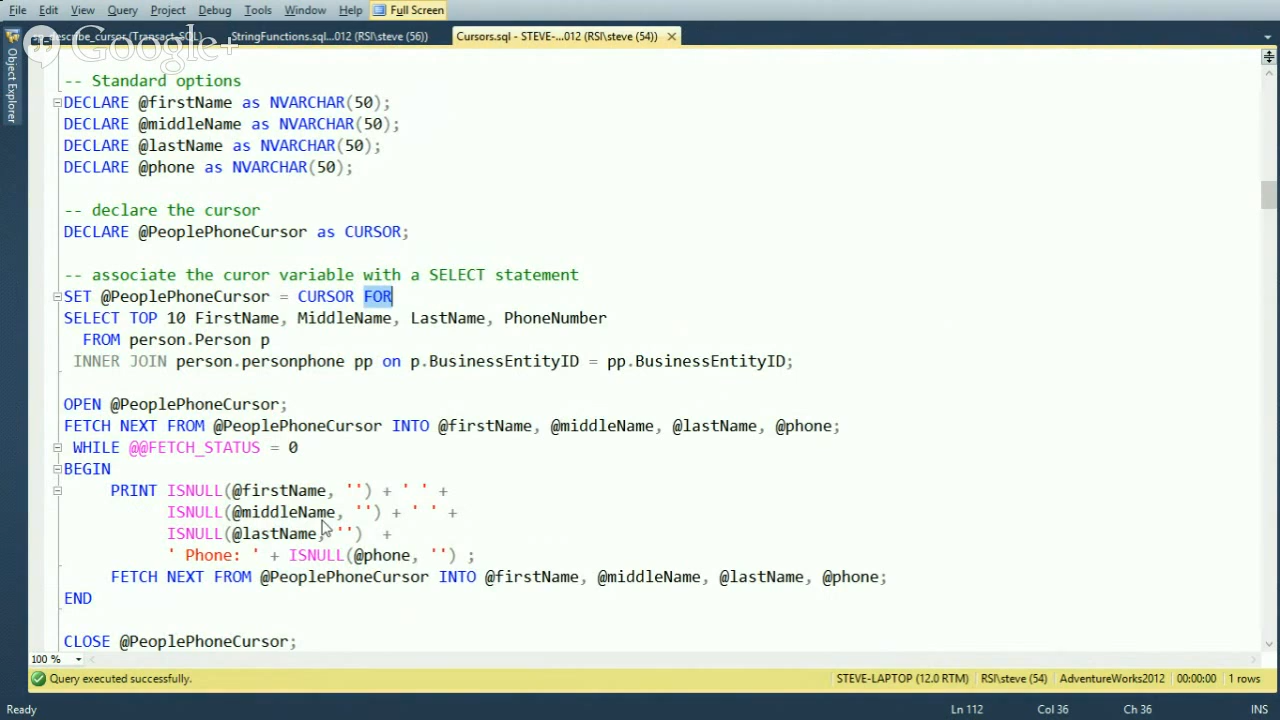 File Edit View Query Project Debug Tools Window Help Full Screen
sp_describe_cursor (Transact-SQL) StringFunctions.sql...012 (RSI\steve (56)) Cursors.sql - STEVE-...012 (RSI\steve (54)) ×
Google+
Object Explorer
-- Standard options
DECLARE @firstName as NVARCHAR(50);
DECLARE @middleName as NVARCHAR(50);
DECLARE @lastName as NVARCHAR(50);
DECLARE @phone as NVARCHAR(50);
-- declare the cursor
DECLARE @PeoplePhoneCursor as CURSOR;
-- associate the curor variable with a SELECT statement
SET @PeoplePhoneCursor = CURSOR FOR
SELECT TOP 10 FirstName, MiddleName, LastName, PhoneNumber
FROM person.Person p
INNER JOIN person.personphone pp on p.BusinessEntityID = pp.BusinessEntityID;
OPEN @PeoplePhoneCursor;
FETCH NEXT FROM @PeoplePhoneCursor INTO @firstName, @middleName, @lastName, @phone;
WHILE @@FETCH_STATUS = 0
BEGIN
PRINT ISNULL(@firstName, '') + ' ' +
ISNULL(@middleName, '') + ' ' +
ISNULL(@lastName, '') +
' Phone: ' + ISNULL(@phone, '') ;
FETCH NEXT FROM @PeoplePhoneCursor INTO @firstName, @middleName, @lastName, @phone;
END
CLOSE @PeoplePhoneCursor;
100 %
Query executed successfully. STEVE-LAPTOP (12.0 RTM) RSI\steve (54) AdventureWorks2012 00:00:00 1 rows
Ready Ln 112 Col 36 Ch 36 INS